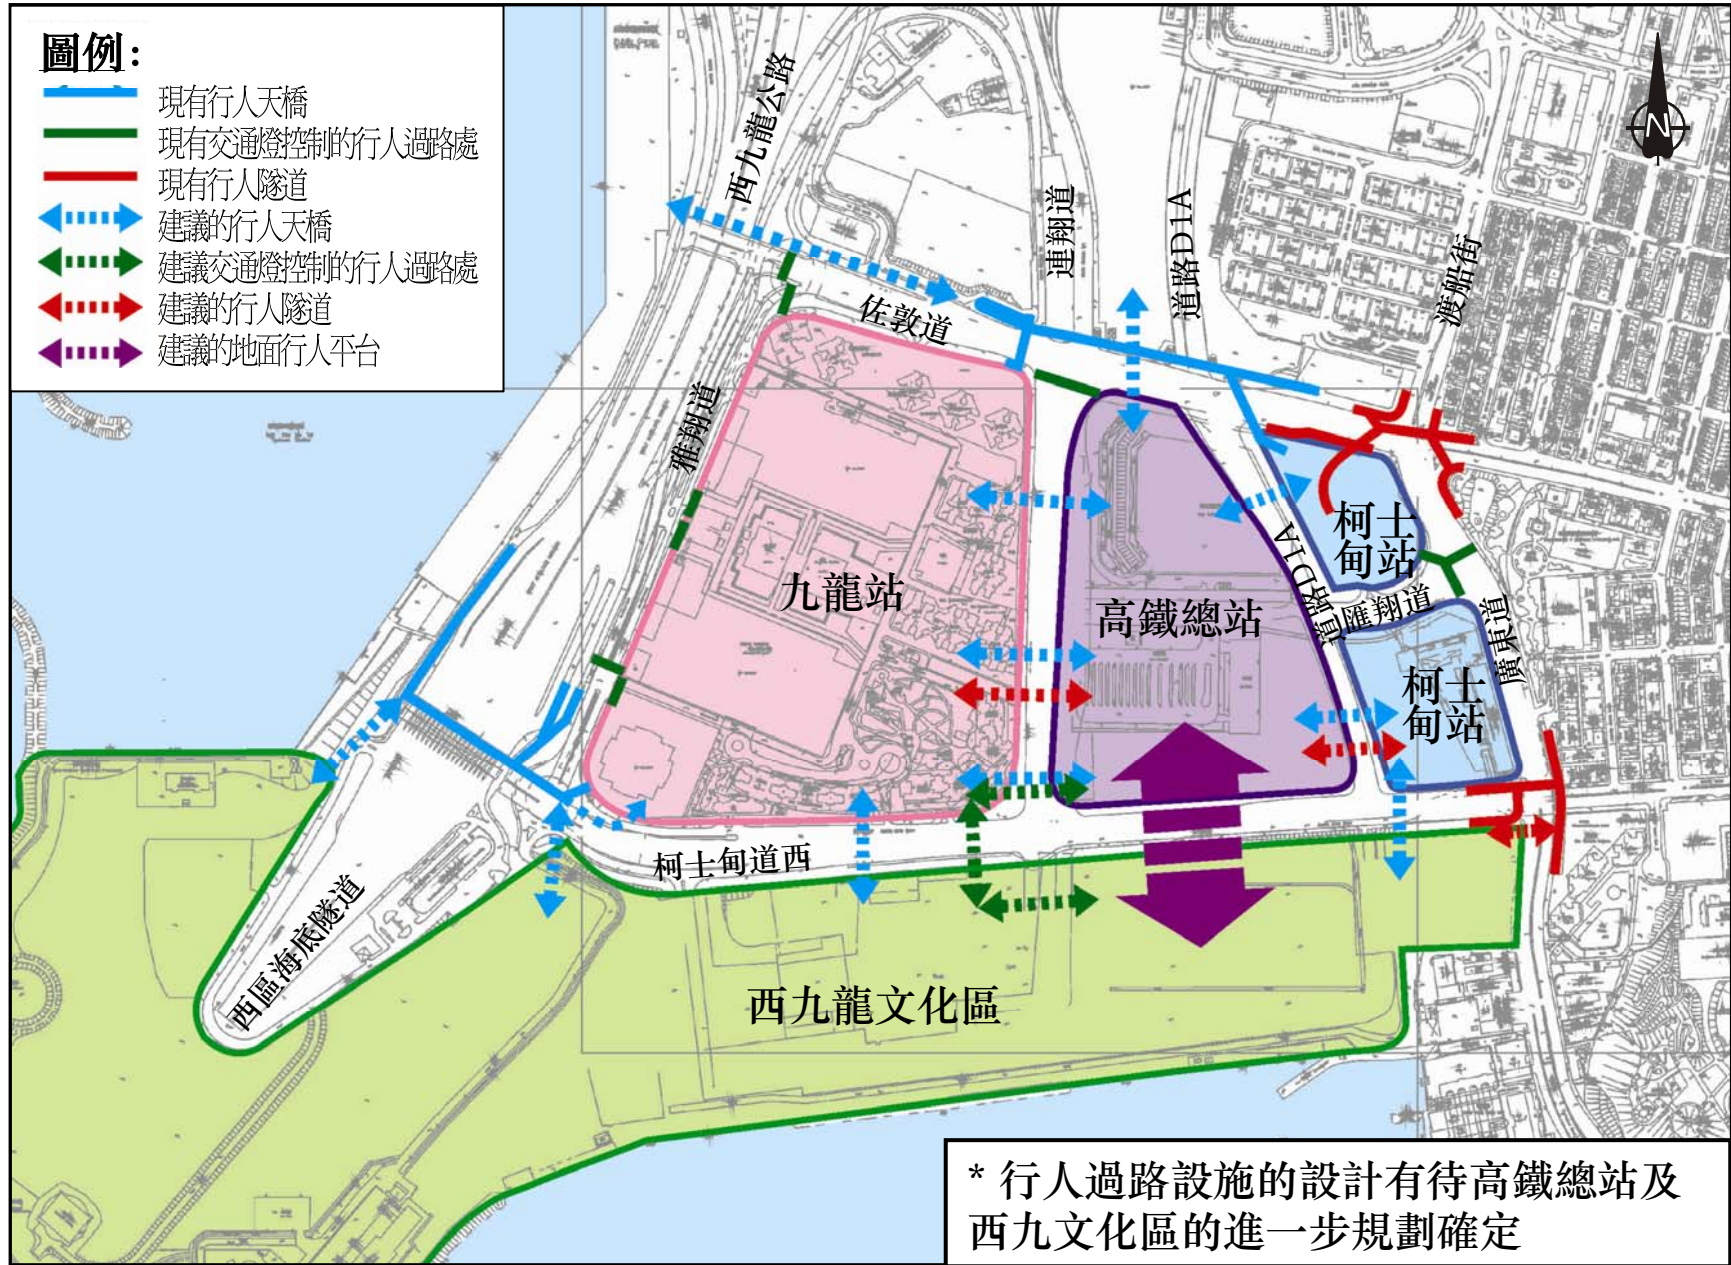 圖例:
現有行人天橋
現有交通燈控制的行人過路處
現有行人隧道
建議的行人天橋
建議交通燈控制的行人過路處
建議的行人隧道
建議的地面行人平台
N
西九龍公路
連翔道
道路D1A
渡船街
佐敦道
雅翔道
柯士
甸站
九龍站
高鐵總站
道路D1A
匯翔道
廣東道
柯士
甸站
柯士甸道西
西區海底隧道
西九龍文化區
* 行人過路設施的設計有待高鐵總站及
西九文化區的進一步規劃確定